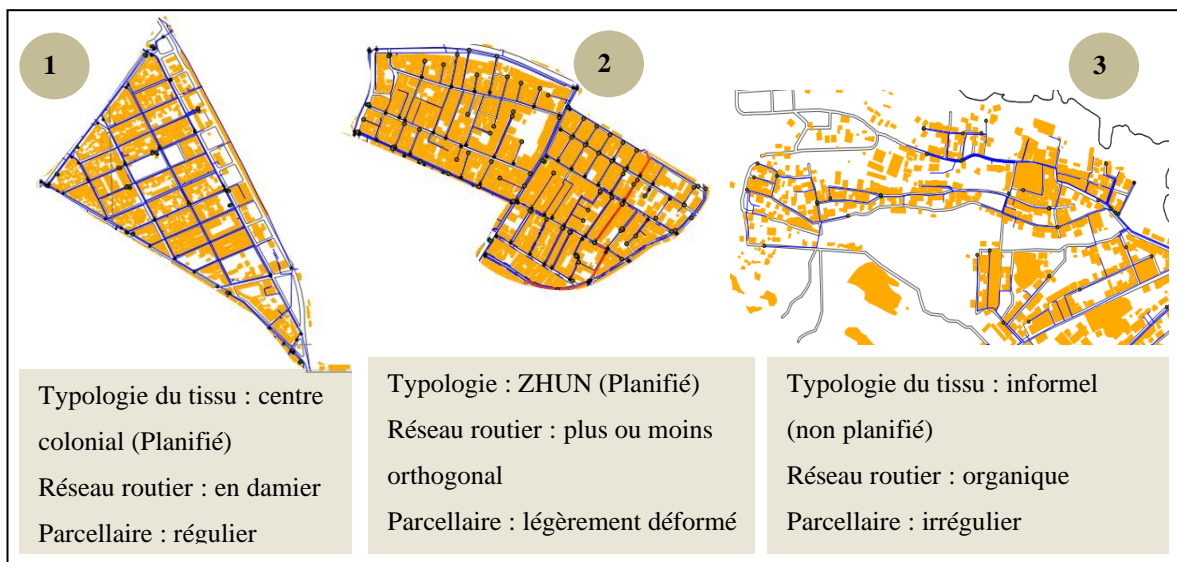 1
2
3
Typologie du tissu : centre
colonial (Planifié)
Réseau routier : en damier
Parcellaire : régulier
Typologie : ZHUN (Planifié)
Réseau routier : plus ou moins
orthogonal
Parcellaire : légèrement déformé
Typologie du tissu : informel
(non planifié)
Réseau routier : organique
Parcellaire : irrégulier